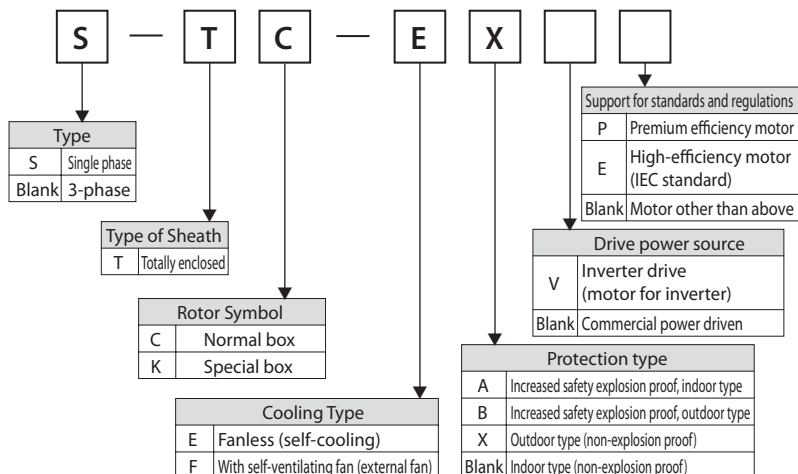 S — T C — E X
Type
S Single phase
Blank 3-phase
Type of Sheath
T Totally enclosed
Rotor Symbol
C Normal box
K Special box
Cooling Type
E Fanless (self-cooling)
F With self-ventilating fan (external fan)
Protection type
A Increased safety explosion proof, indoor type
B Increased safety explosion proof, outdoor type
X Outdoor type (non-explosion proof)
Blank Indoor type (non-explosion proof)
Drive power source
V Inverter drive
(motor for inverter)
Blank Commercial power driven
Support for standards and regulations
P Premium efficiency motor
E High-efficiency motor
(IEC standard)
Blank Motor other than above